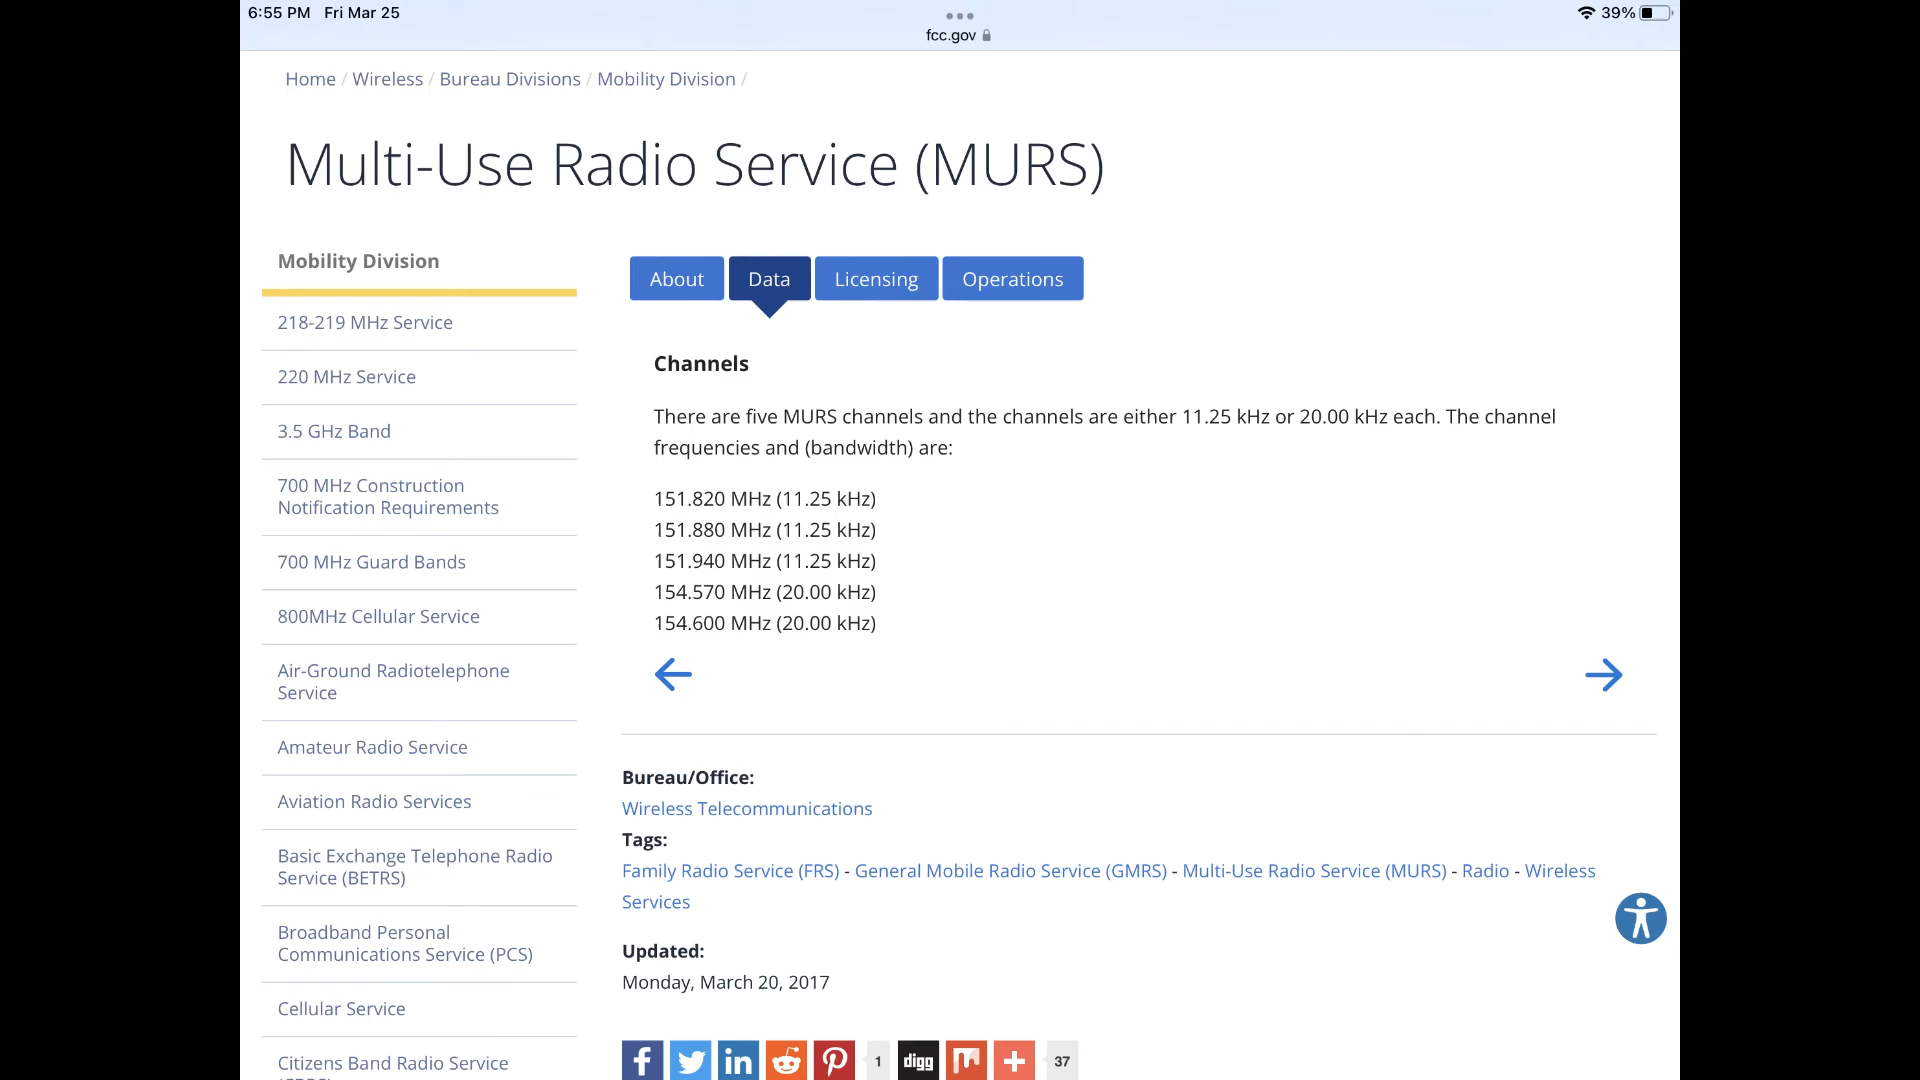 6:55 PM Fri Mar 25
39%
fcc.gov
Home / Wireless / Bureau Divisions / Mobility Division /
Multi-Use Radio Service (MURS)
Mobility Division
218-219 MHz Service
220 MHz Service
3.5 GHz Band
700 MHz Construction
Notification Requirements
700 MHz Guard Bands
800MHz Cellular Service
Air-Ground Radiotelephone
Service
Amateur Radio Service
Aviation Radio Services
Basic Exchange Telephone Radio
Service (BETRS)
Broadband Personal
Communications Service (PCS)
Cellular Service
Citizens Band Radio Service
About Data Licensing Operations
Channels
There are five MURS channels and the channels are either 11.25 kHz or 20.00 kHz each. The channel
frequencies and (bandwidth) are:
151.820 MHz (11.25 kHz)
151.880 MHz (11.25 kHz)
151.940 MHz (11.25 kHz)
154.570 MHz (20.00 kHz)
154.600 MHz (20.00 kHz)
Bureau/Office:
Wireless Telecommunications
Tags:
Family Radio Service (FRS) - General Mobile Radio Service (GMRS) - Multi-Use Radio Service (MURS) - Radio - Wireless
Services
Updated:
Monday, March 20, 2017
1 digg 37